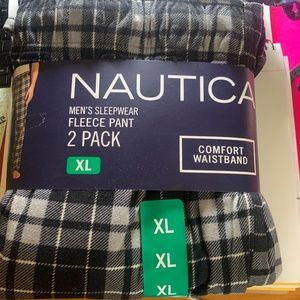 NAUTICA
MEN'S SLEEPWEAR
FLEECE PANT
2 PACK
XL
COMFORT
WAISTBAND
XL
XL
XL